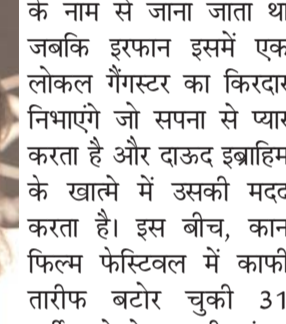 के नाम से जाना जाता था
जबकि इरफान इसमें एक
लोकल गैंगस्टर का किरदार
निभाएंगे जो सपना से प्यार
करता है और दाऊद इब्राहिम
के खात्मे में उसकी मदद
करता है। इस बीच, कान
फिल्म फेस्टिवल में काफी
तारीफ बटोर चुकी 31